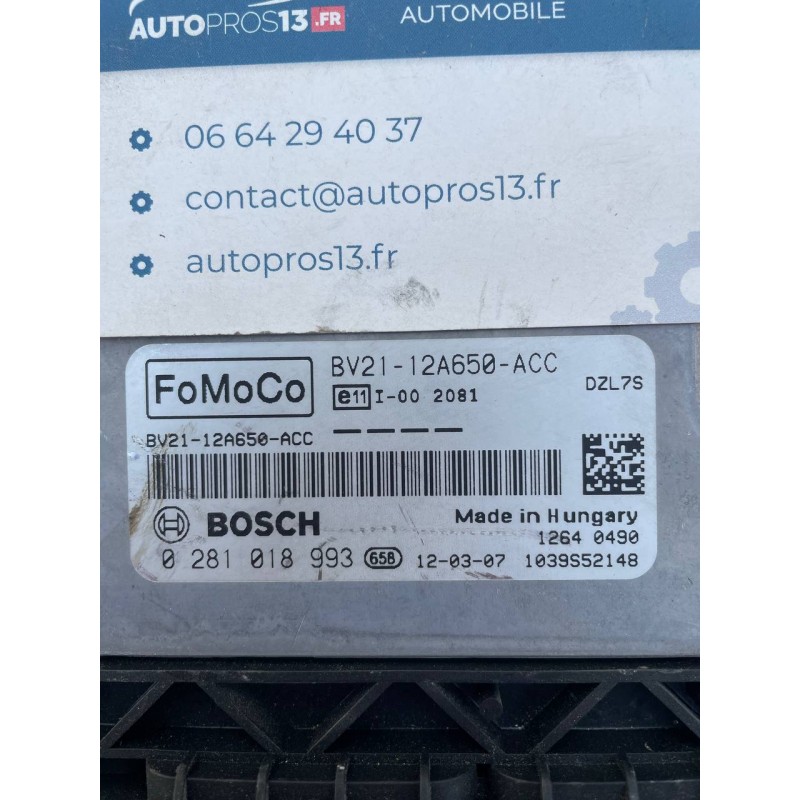 AUTOPROS13.FR
AUTOMOBILE
06 64 29 40 37
contact@autopros13.fr
autopros13.fr
FoMoCo
BV21-12A650-ACC
e11 I-00 2081
DZL7S
BV21-12A650-ACC
BOSCH
Made in Hungary
1264 0490
0 281 018 993 65B 12-03-07 1039S52148